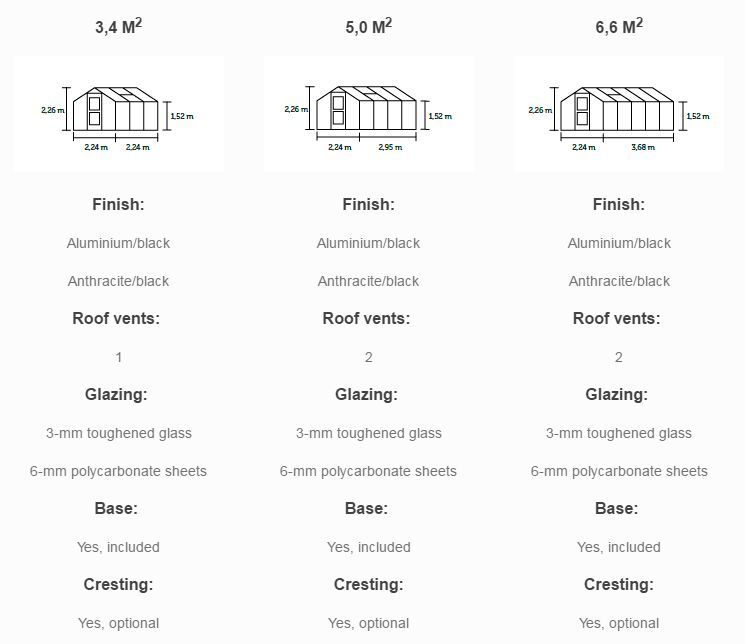 3,4 M²
2,26 m
1,52 m
2,24 m 2,24 m
Finish:
Aluminium/black
Anthracite/black
Roof vents:
1
Glazing:
3-mm toughened glass
6-mm polycarbonate sheets
Base:
Yes, included
Cresting:
Yes, optional
5,0 M²
2,26 m
1,52 m
2,24 m 2,95 m
Finish:
Aluminium/black
Anthracite/black
Roof vents:
2
Glazing:
3-mm toughened glass
6-mm polycarbonate sheets
Base:
Yes, included
Cresting:
Yes, optional
6,6 M²
2,26 m
1,52 m
2,24 m 3,68 m
Finish:
Aluminium/black
Anthracite/black
Roof vents:
2
Glazing:
3-mm toughened glass
6-mm polycarbonate sheets
Base:
Yes, included
Cresting:
Yes, optional